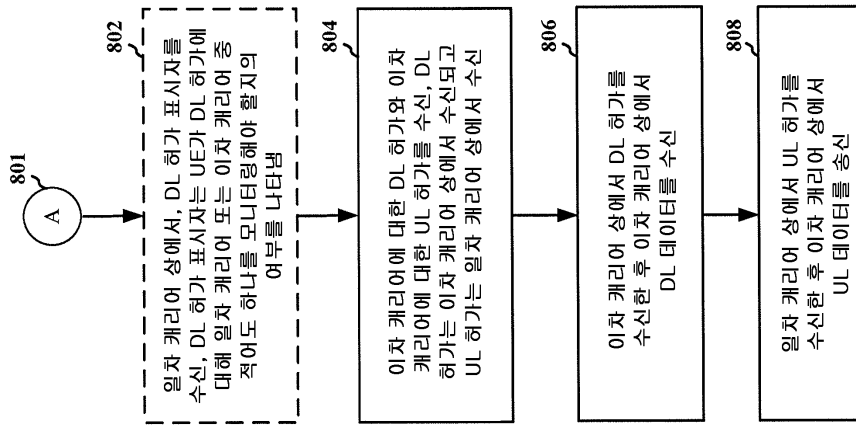 801
A
802
일차 캐리어 상에서, DL 허가 표시자를
수신, DL 허가 표시자는 UE가 DL 허가에
대해 일차 캐리어 또는 이차 캐리어 중
적어도 하나를 모니터링해야 할지의
여부를 나타냄
804
이차 캐리어에 대한 DL 허가와 이차
캐리어에 대한 UL 허가를 수신, DL
허가는 이차 캐리어 상에서 수신되고
UL 허가는 일차 캐리어 상에서 수신
806
이차 캐리어 상에서 DL 허가를
수신한 후 이차 캐리어 상에서
DL 데이터를 수신
808
일차 캐리어 상에서 UL 허가를
수신한 후 이차 캐리어 상에서
UL 데이터를 송신